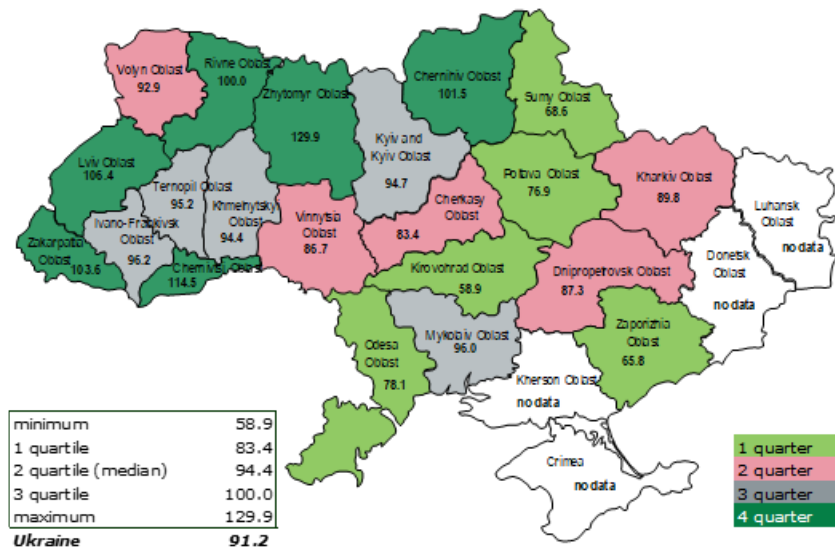 Volyn Oblast
92.9
Rivne Oblast
100.0
Zhytomyr Oblast
129.9
Kyiv and
Kyiv Oblast
94.7
Chernihiv Oblast
101.5
Sumy Oblast
68.6
Lviv Oblast
106.4
Ternopil Oblast
95.2
Khmelnytskyi
Oblast
94.4
Ivano-Frankivsk
Oblast
96.2
Zakarpattia
Oblast
103.6
Chernivtsi Oblast
114.5
Vinnytsia
Oblast
86.7
Cherkasy
Oblast
83.4
Poltava Oblast
76.9
Kharkiv Oblast
89.8
Luhansk
Oblast
no data
Donetsk
Oblast
no data
Kirovohrad Oblast
58.9
Dnipropetrovsk Oblast
87.3
Zaporizhia
Oblast
65.8
Odesa
Oblast
78.1
Mykolaiv Oblast
96.0
Kherson Oblast
no data
Crimea
no data
minimum 58.9
1 quartile 83.4
2 quartile (median) 94.4
3 quartile 100.0
maximum 129.9
Ukraine 91.2
1 quarter
2 quarter
3 quarter
4 quarter